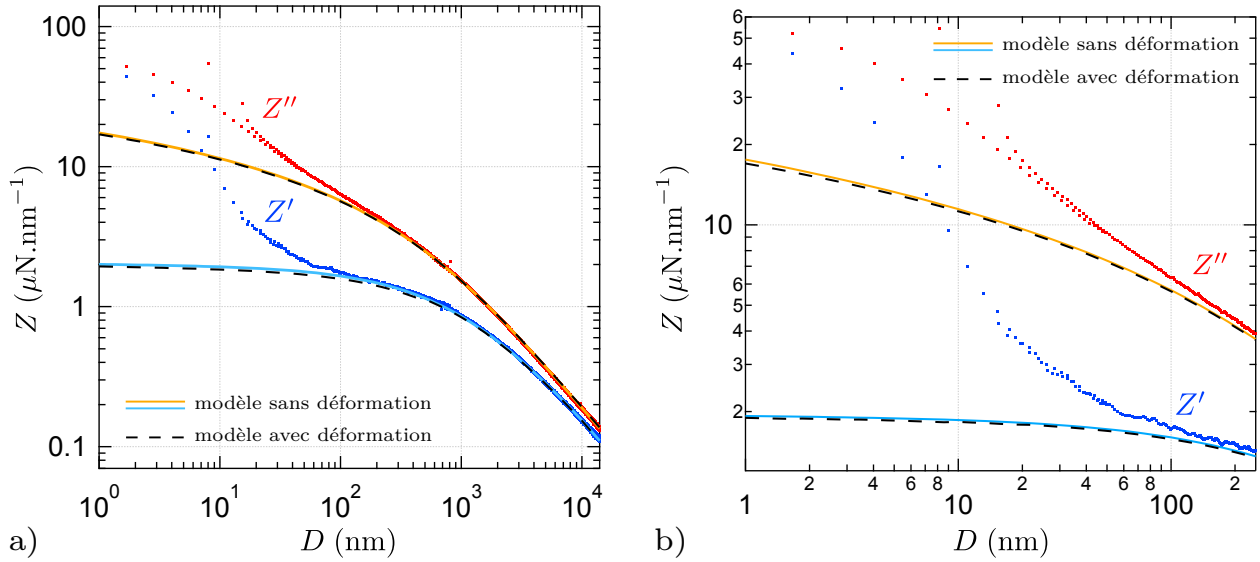 100
10
1
0.1
Z (μN.nm⁻¹)
Z''
Z'
modèle sans déformation
modèle avec déformation
10⁰ 10¹ 10² 10³ 10⁴
D (nm)
a)
6
5
4
3
2
10
6
5
4
3
2
Z (μN.nm⁻¹)
modèle sans déformation
modèle avec déformation
Z''
Z'
1 2 4 6 8 10 2 4 6 8 100 2
D (nm)
b)